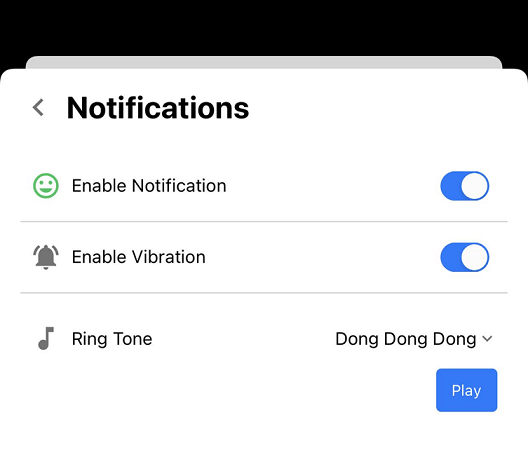 Notifications
Enable Notification
Enable Vibration
Ring Tone Dong Dong Dong
Play